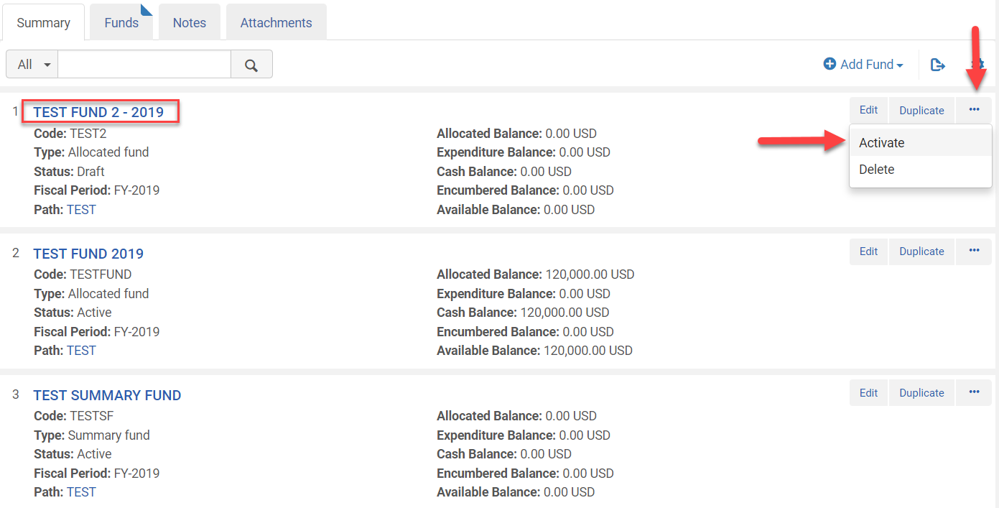 Summary Funds Notes Attachments
All Add Fund
1 TEST FUND 2 - 2019 Edit Duplicate •••
Code: TEST2 Allocated Balance: 0.00 USD Activate
Type: Allocated fund Expenditure Balance: 0.00 USD
Status: Draft Cash Balance: 0.00 USD Delete
Fiscal Period: FY-2019 Encumbered Balance: 0.00 USD
Path: TEST Available Balance: 0.00 USD
2 TEST FUND 2019 Edit Duplicate •••
Code: TESTFUND Allocated Balance: 120,000.00 USD
Type: Allocated fund Expenditure Balance: 0.00 USD
Status: Active Cash Balance: 120,000.00 USD
Fiscal Period: FY-2019 Encumbered Balance: 0.00 USD
Path: TEST Available Balance: 120,000.00 USD
3 TEST SUMMARY FUND Edit Duplicate •••
Code: TESTSF Allocated Balance: 0.00 USD
Type: Summary fund Expenditure Balance: 0.00 USD
Status: Active Cash Balance: 0.00 USD
Fiscal Period: FY-2019 Encumbered Balance: 0.00 USD
Path: TEST Available Balance: 0.00 USD